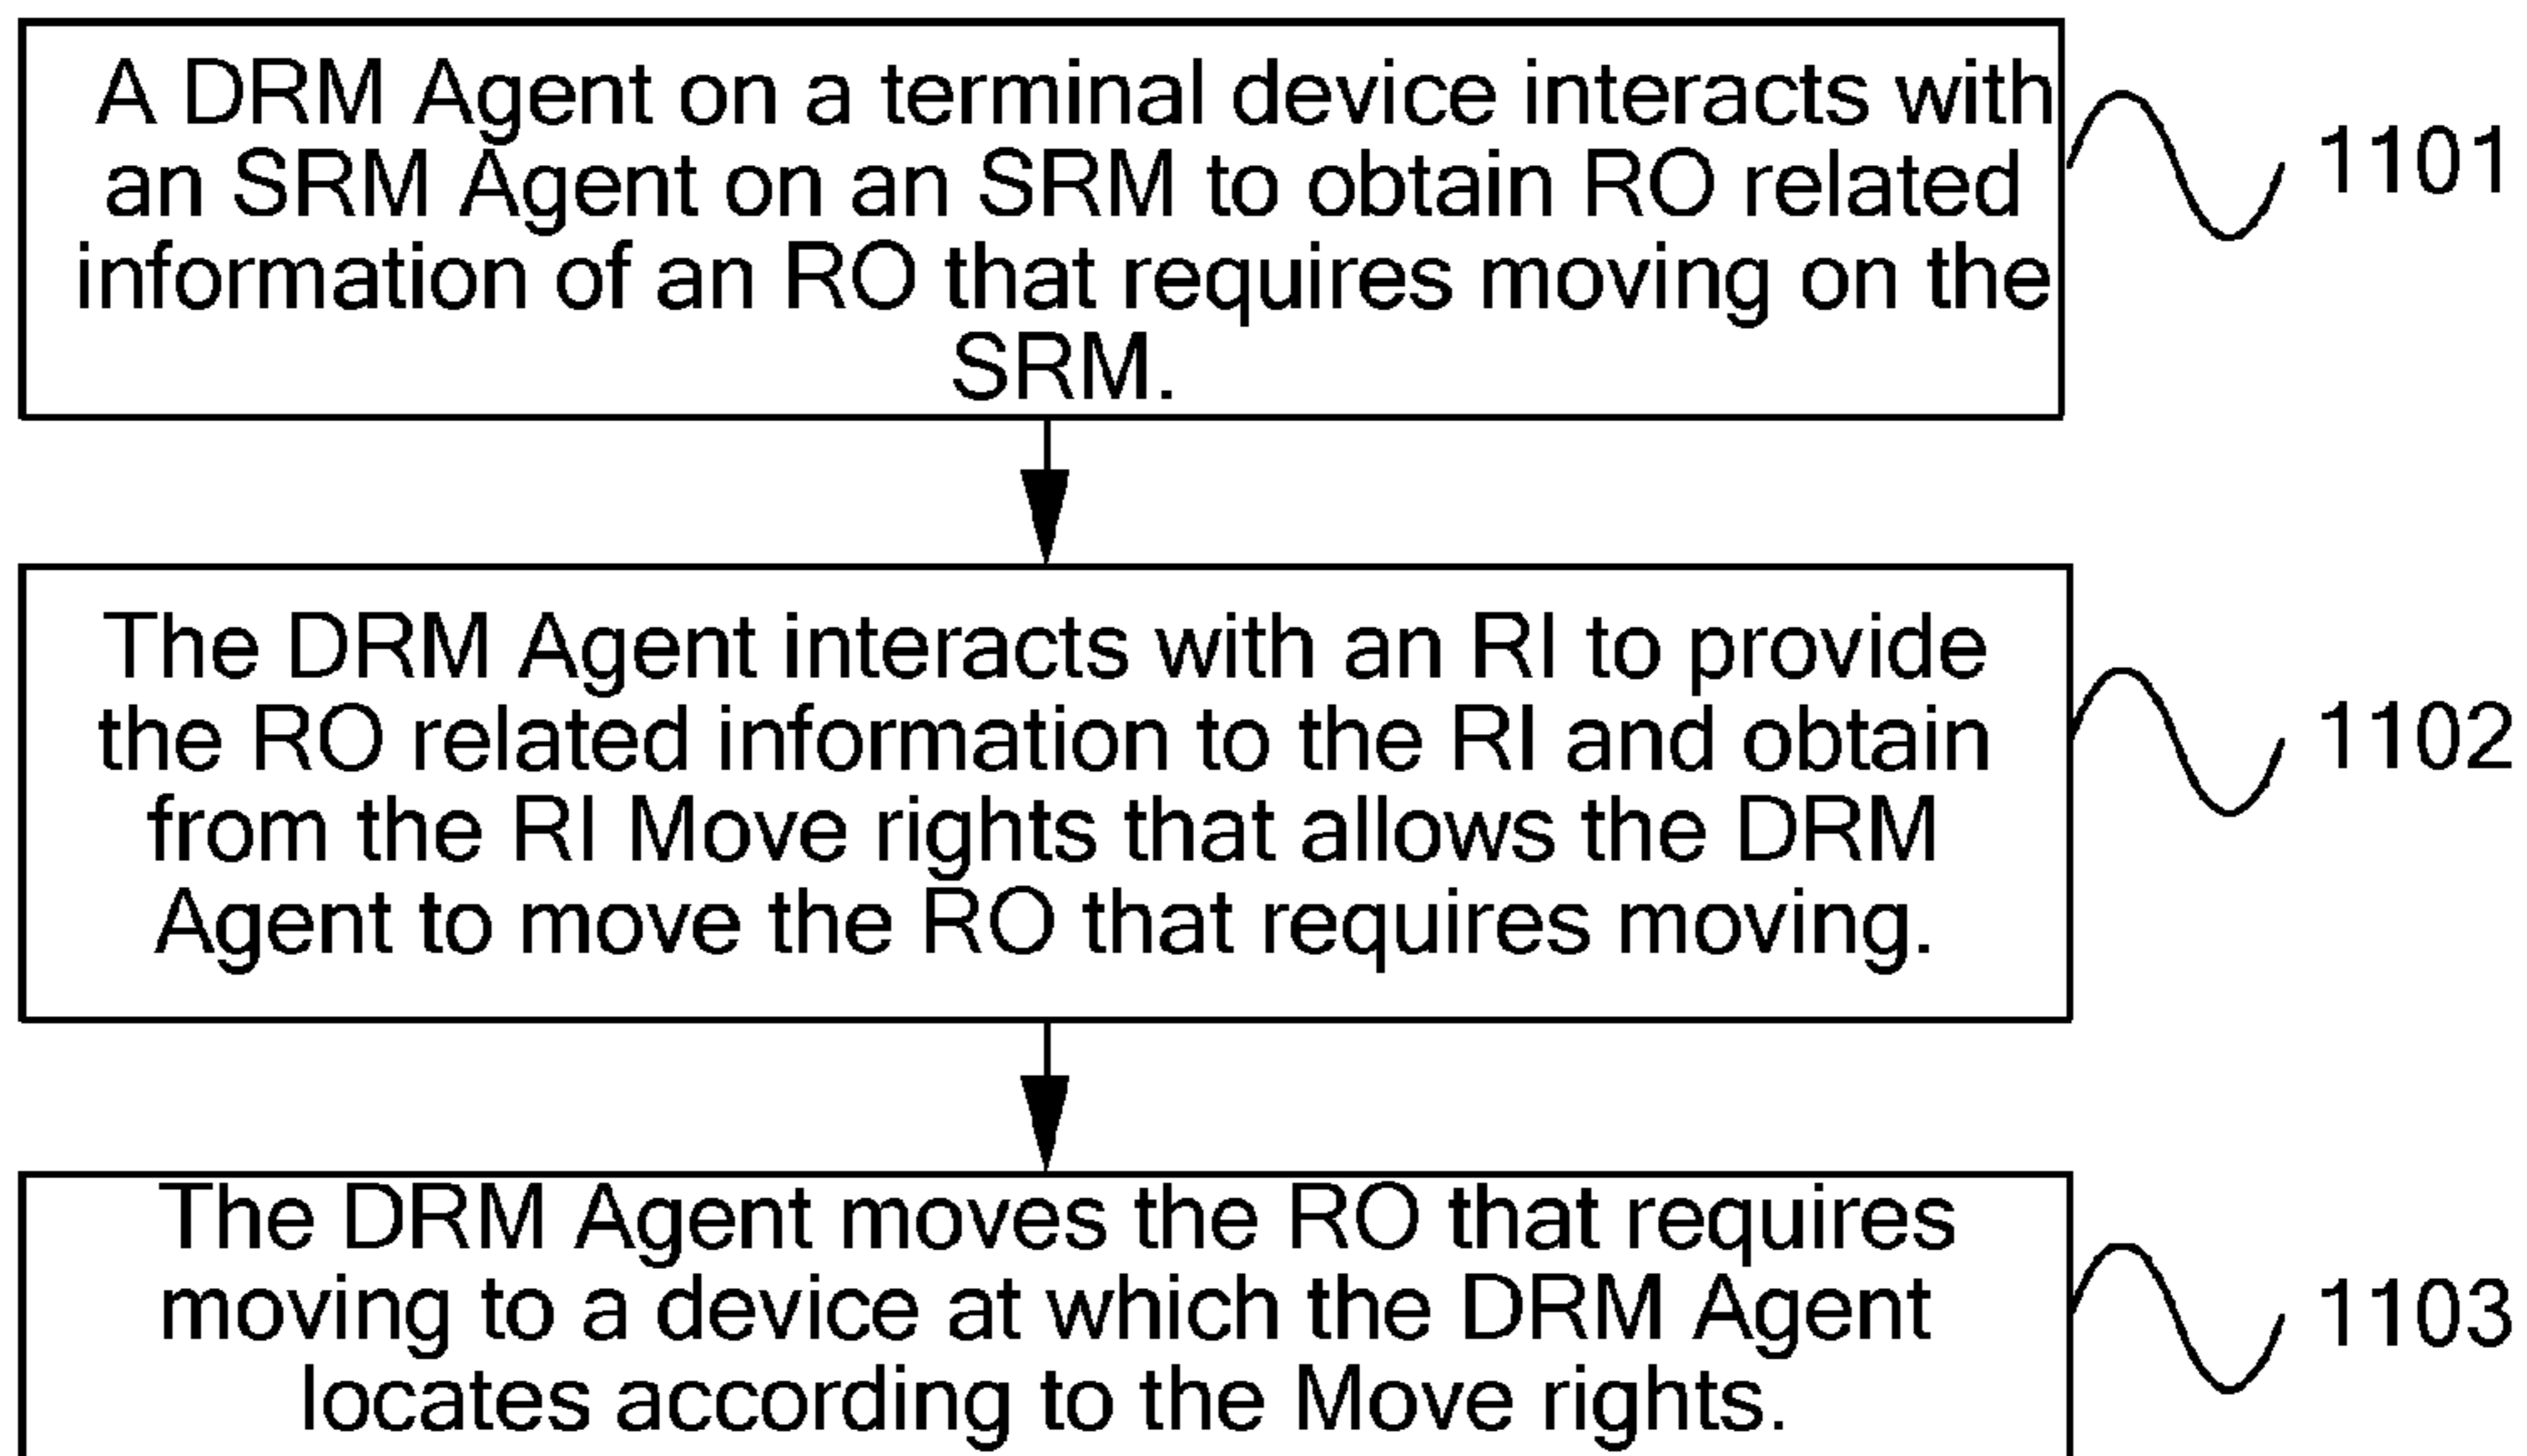 A DRM Agent on a terminal device interacts with
an SRM Agent on an SRM to obtain RO related
information of an RO that requires moving on the
SRM.
1101
The DRM Agent interacts with an RI to provide
the RO related information to the RI and obtain
from the RI Move rights that allows the DRM
Agent to move the RO that requires moving.
1102
The DRM Agent moves the RO that requires
moving to a device at which the DRM Agent
locates according to the Move rights.
1103